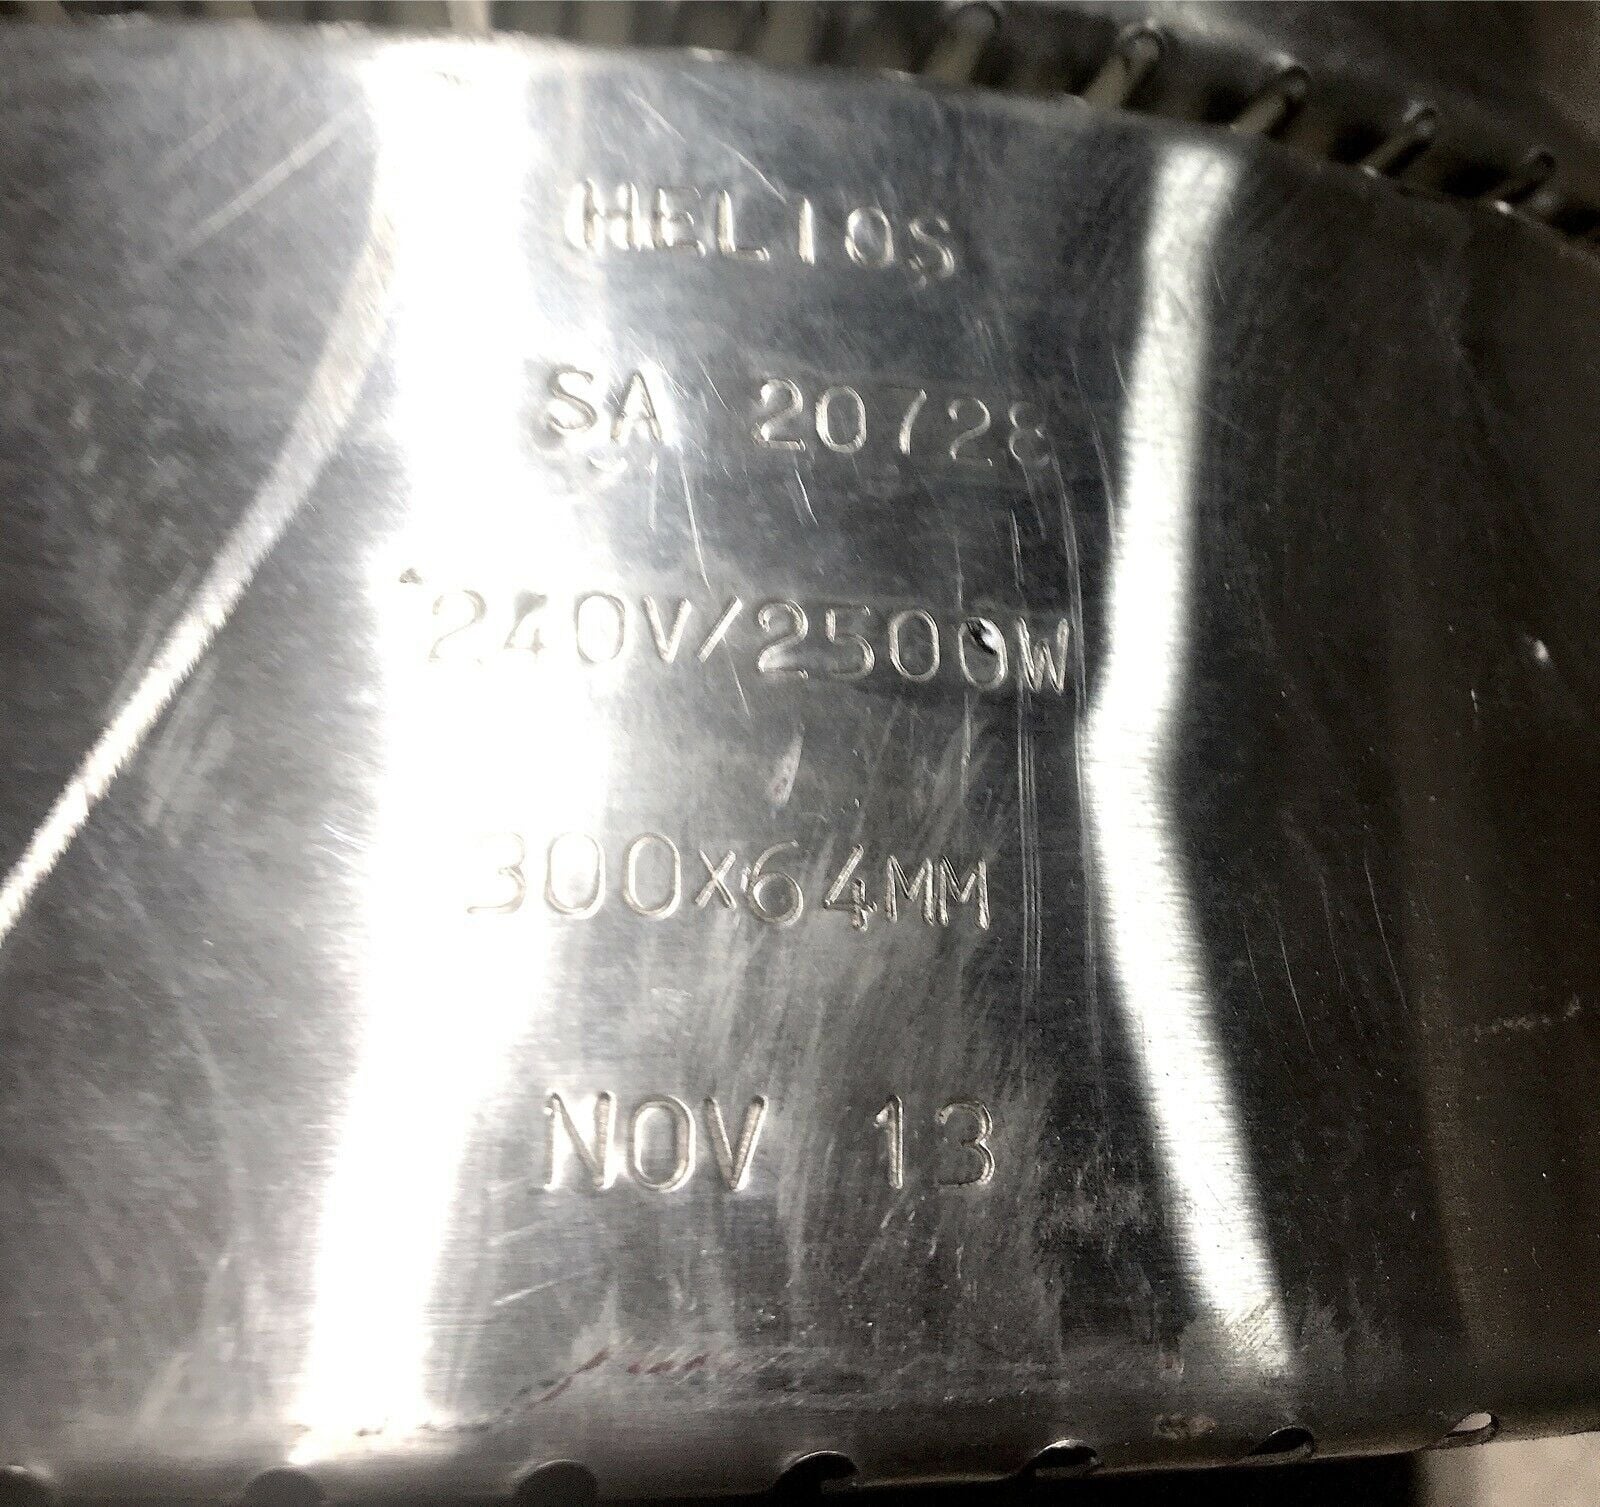 HELIOS
SA 20728
240V/2500W
300x64MM
NOV 13